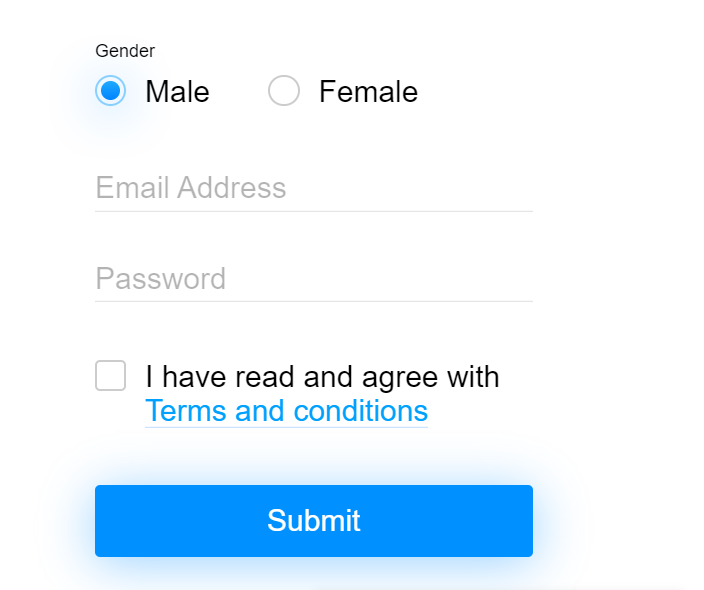 Gender
Male Female
Email Address
Password
I have read and agree with
Terms and conditions
Submit